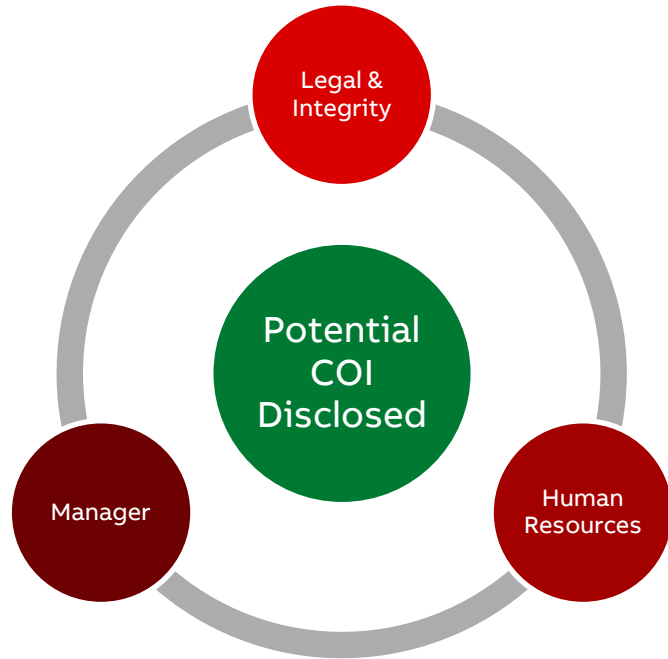 Legal &
Integrity
Potential
COI
Disclosed
Manager
Human
Resources